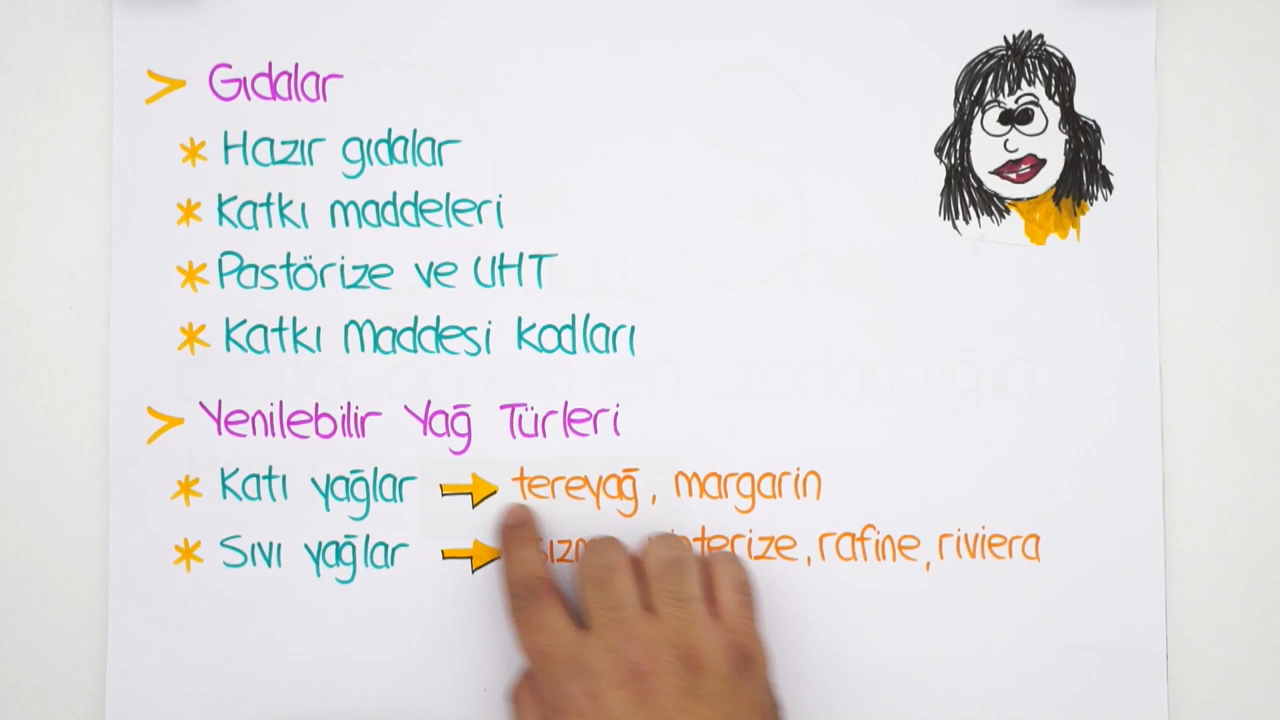 > Gıdalar
* Hazır gıdalar
* Katkı maddeleri
* Pastörize ve UHT
* Katkı maddesi kodları
> Yenilebilir Yağ Türleri
* Katı yağlar → tereyağ, margarin
* Sıvı yağlar → rafine, riviera